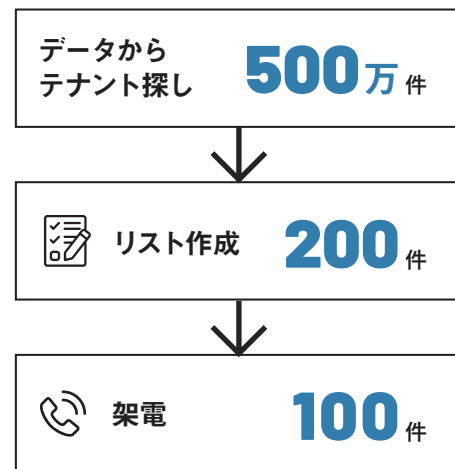 データから
テナント探し
500万件
リスト作成
200件
架電
100件